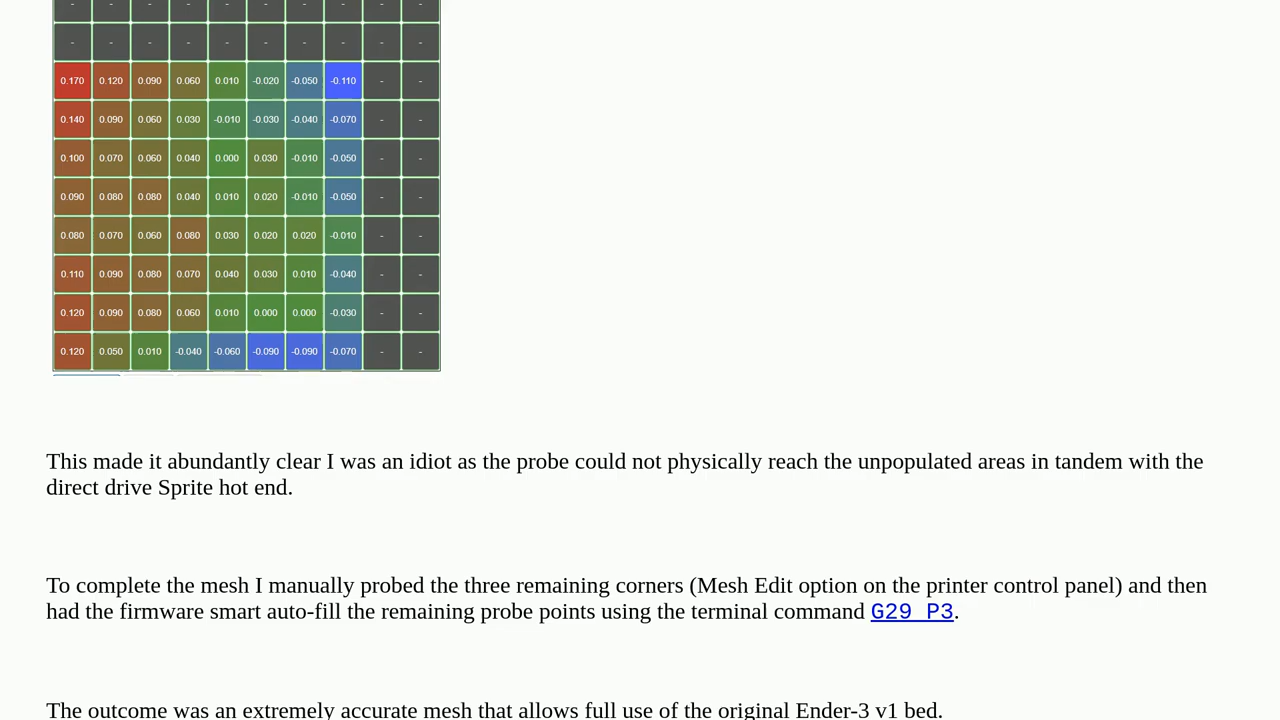 - - - - - - - - - -
- - - - - - - - - -
0.170 0.120 0.090 0.060 0.010 -0.020 -0.050 -0.110 - -
0.140 0.090 0.060 0.030 -0.010 -0.030 -0.040 -0.070 - -
0.100 0.070 0.060 0.040 0.000 0.030 -0.010 -0.050 - -
0.090 0.080 0.080 0.040 0.010 0.020 -0.010 -0.050 - -
0.080 0.070 0.060 0.080 0.030 0.020 0.020 -0.010 - -
0.110 0.090 0.080 0.070 0.040 0.030 0.010 -0.040 - -
0.120 0.090 0.080 0.060 0.010 0.000 0.000 -0.030 - -
0.120 0.050 0.010 -0.040 -0.060 -0.090 -0.090 -0.070 - -
This made it abundantly clear I was an idiot as the probe could not physically reach the unpopulated areas in tandem with the
direct drive Sprite hot end.
To complete the mesh I manually probed the three remaining corners (Mesh Edit option on the printer control panel) and then
had the firmware smart auto-fill the remaining probe points using the terminal command G29 P3.
The outcome was an extremely accurate mesh that allows full use of the original Ender-3 v1 bed.